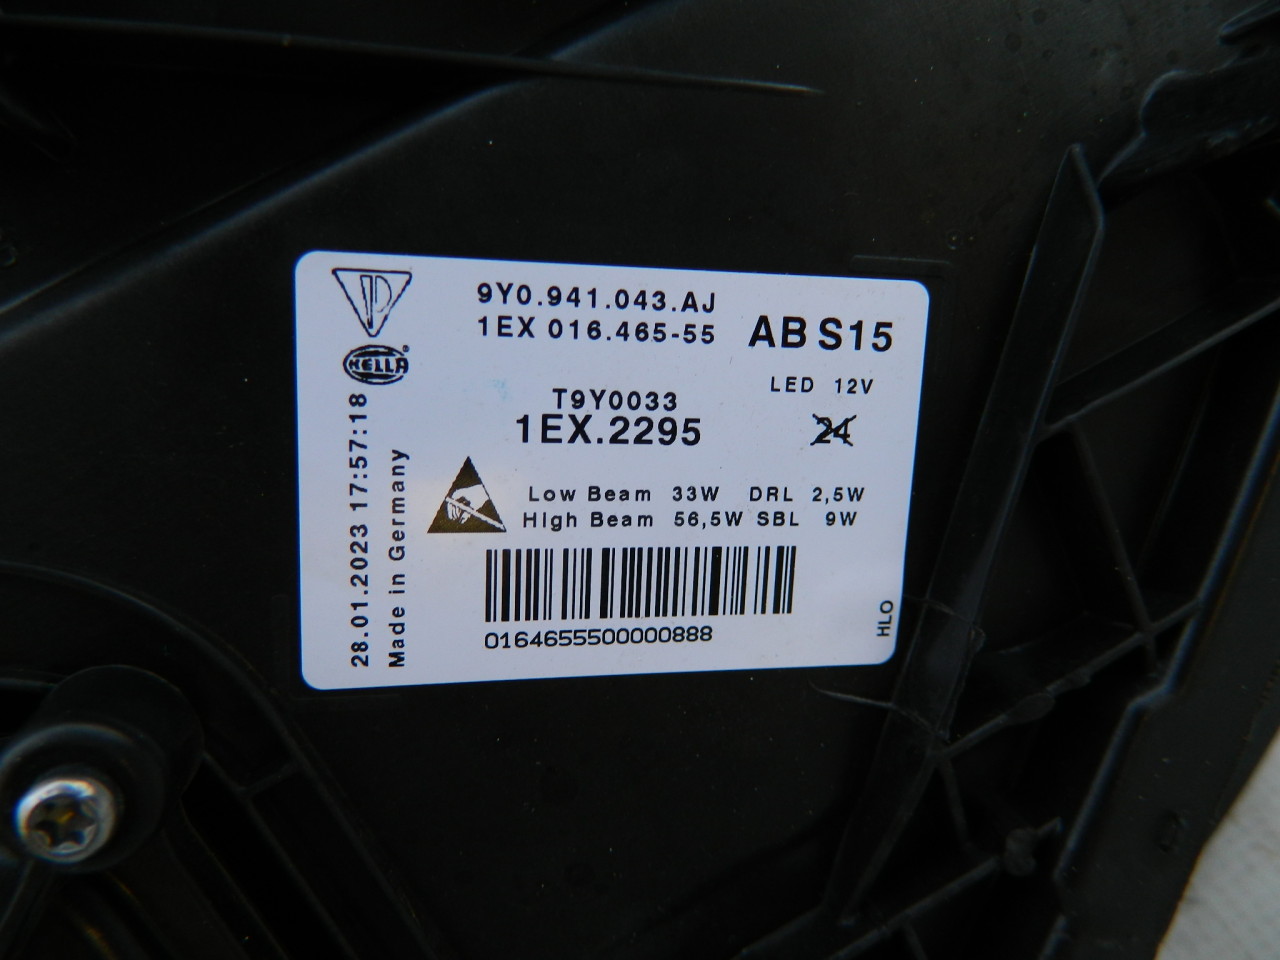 9Y0.941.043.AJ
1EX 016.465-55
AB S15
HELLA
LED 12V
T9Y0033
1EX.2295
24
Low Beam 33W DRL 2,5W
High Beam 56,5W SBL 9W
28.01.2023 17:57:18
Made in Germany
0164655500000888
HLO